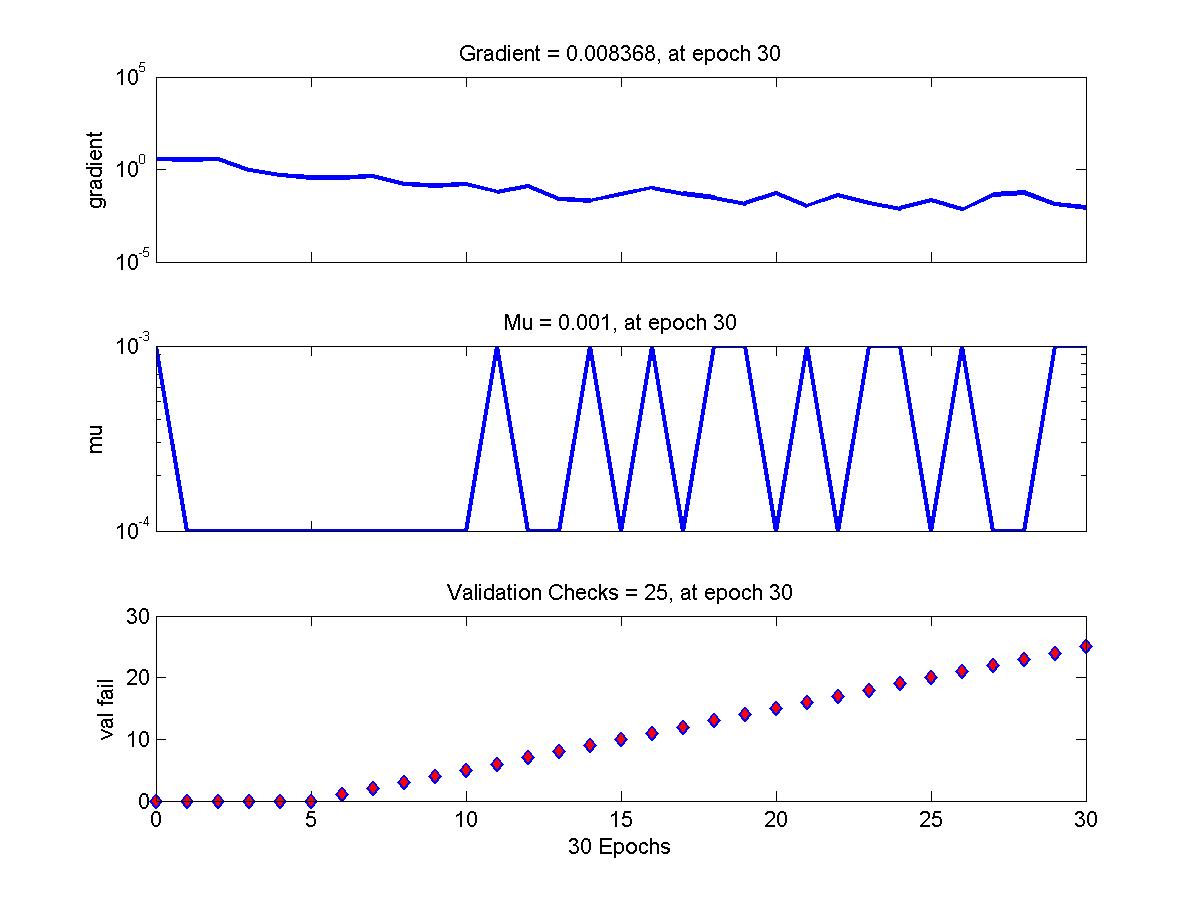 Gradient = 0.008368, at epoch 30
10^5
10^0
10^-5
gradient
Mu = 0.001, at epoch 30
10^-3
10^-4
mu
Validation Checks = 25, at epoch 30
30
20
10
0
val fail
0 5 10 15 20 25 30
30 Epochs